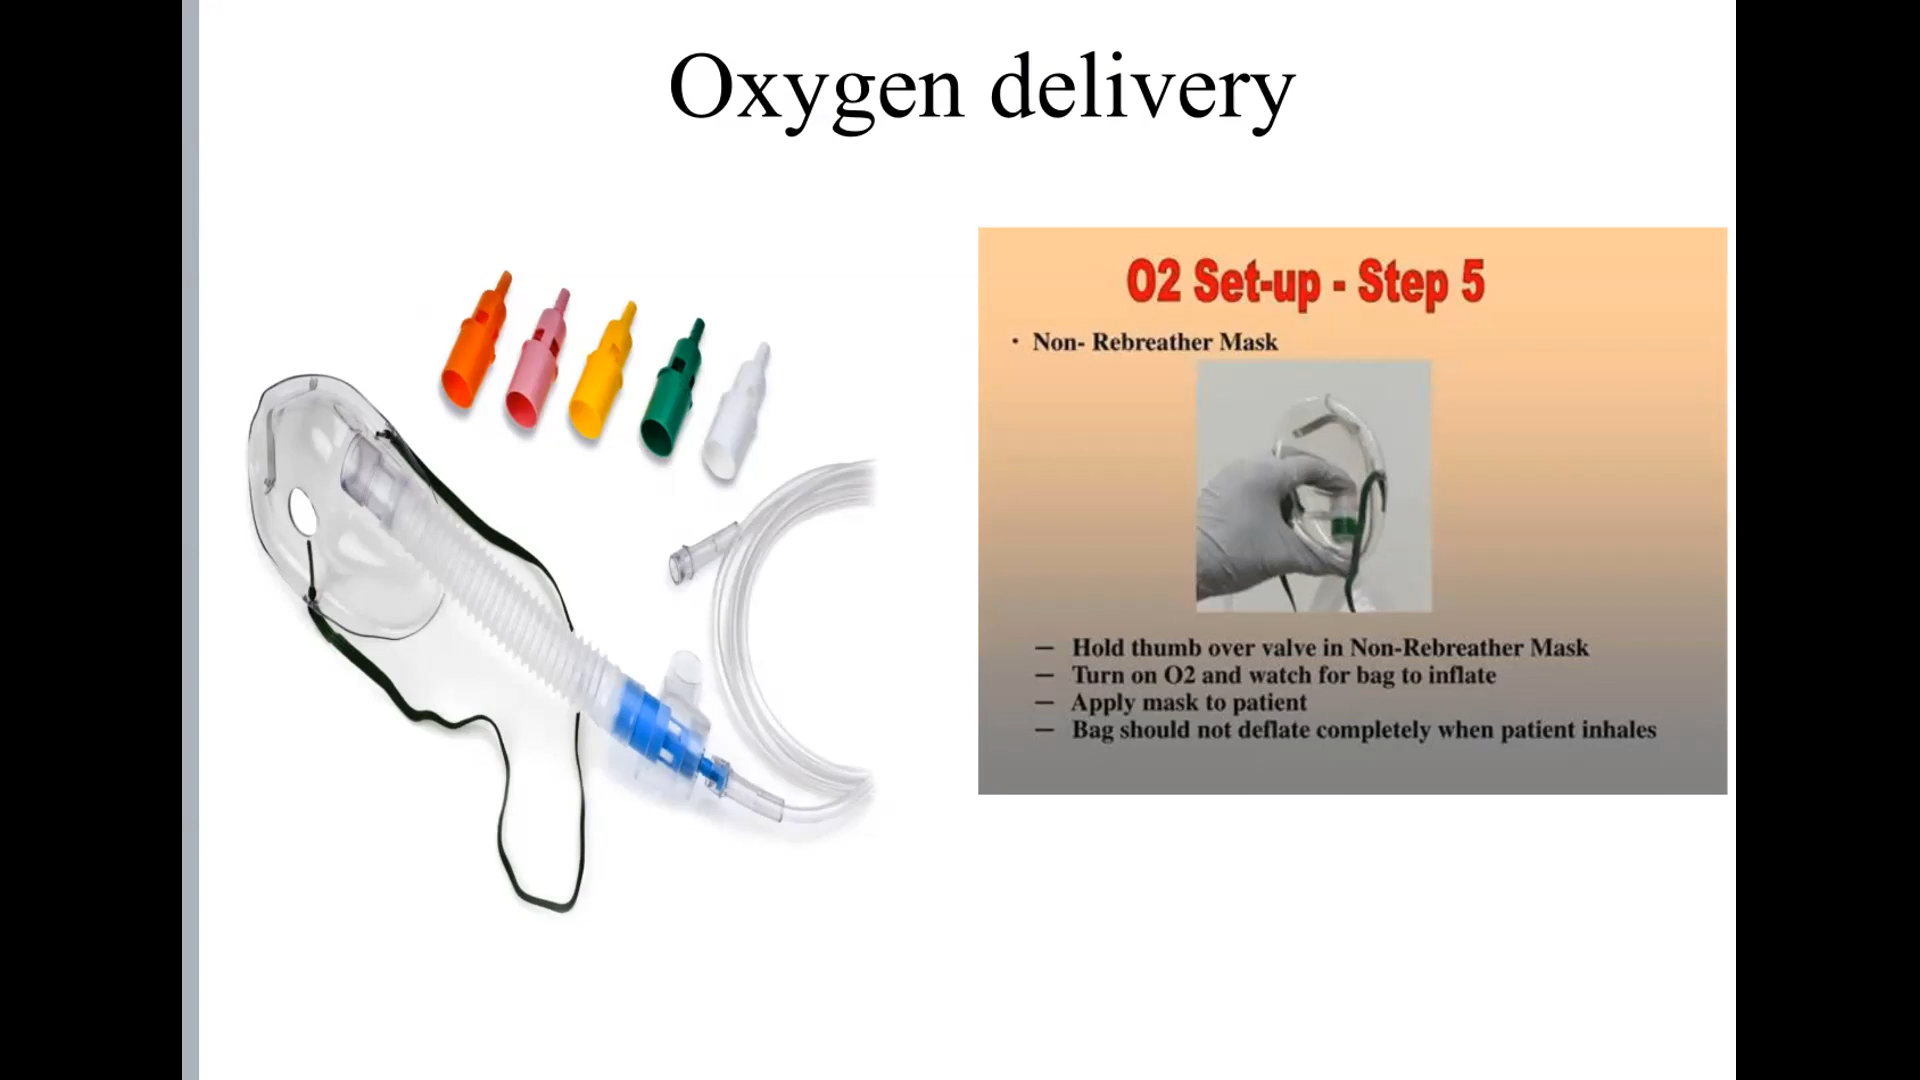 Oxygen delivery
O2 Set-up - Step 5
• Non- Rebreather Mask
— Hold thumb over valve in Non-Rebreather Mask
— Turn on O2 and watch for bag to inflate
— Apply mask to patient
— Bag should not deflate completely when patient inhales